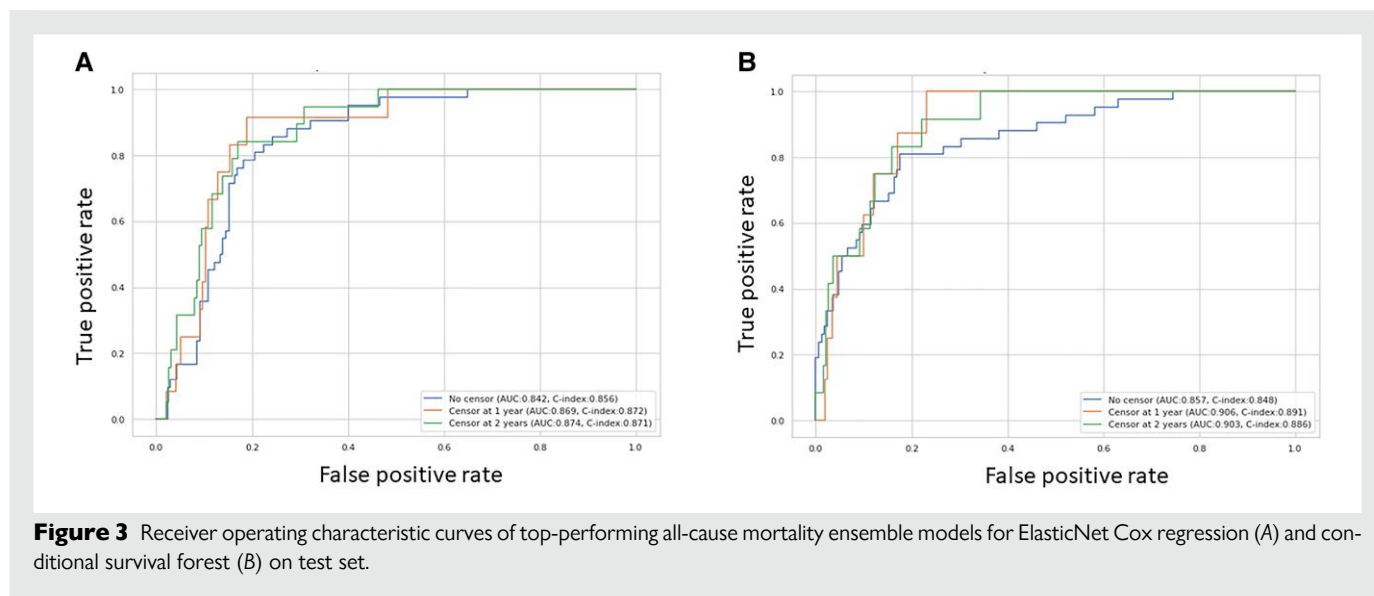 A
1.0
0.8
0.6
0.4
0.2
0.0
True positive rate
0.0 0.2 0.4 0.6 0.8 1.0
False positive rate
No censor (AUC:0.842, C-index:0.856)
Censor at 1 year (AUC:0.869, C-index:0.872)
Censor at 2 years (AUC:0.874, C-index:0.871)
B
1.0
0.8
0.6
0.4
0.2
0.0
True positive rate
0.0 0.2 0.4 0.6 0.8 1.0
False positive rate
No censor (AUC:0.857, C-index:0.848)
Censor at 1 year (AUC:0.906, C-index:0.891)
Censor at 2 years (AUC:0.903, C-index:0.886)
Figure 3 Receiver operating characteristic curves of top-performing all-cause mortality ensemble models for ElasticNet Cox regression (A) and con-
ditional survival forest (B) on test set.